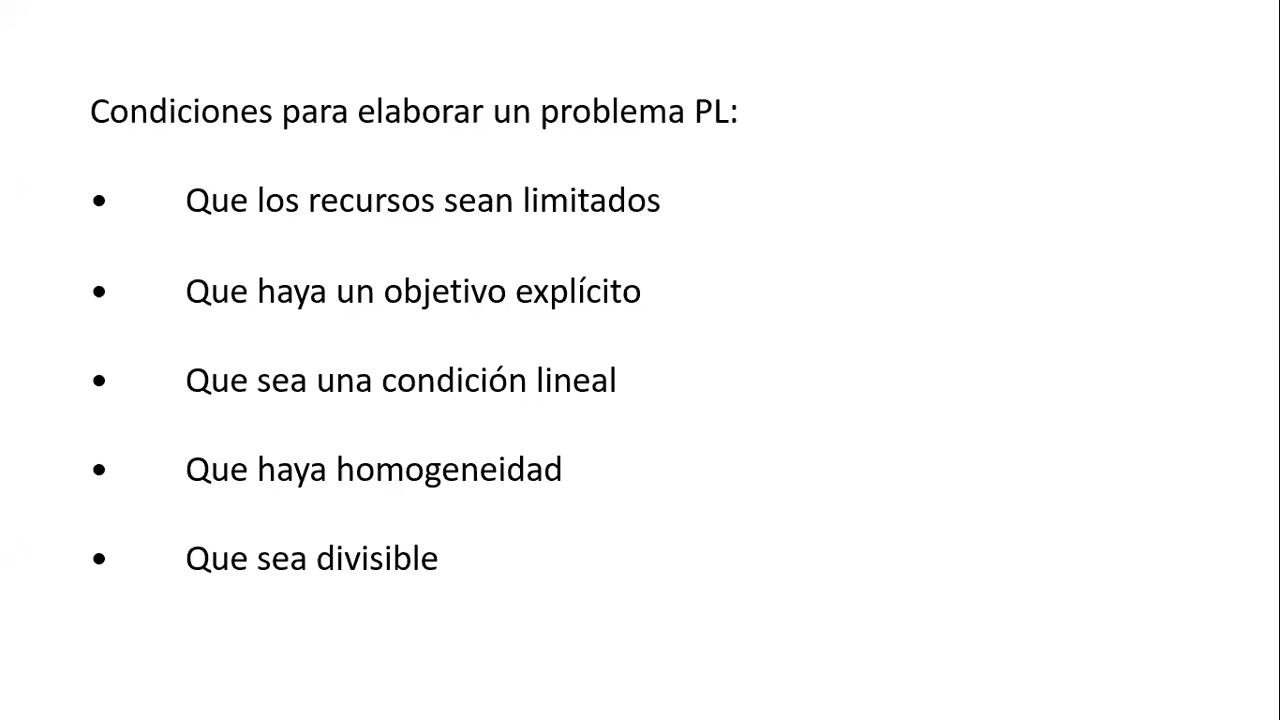 Condiciones para elaborar un problema PL:
• Que los recursos sean limitados
• Que haya un objetivo explícito
• Que sea una condición lineal
• Que haya homogeneidad
• Que sea divisible